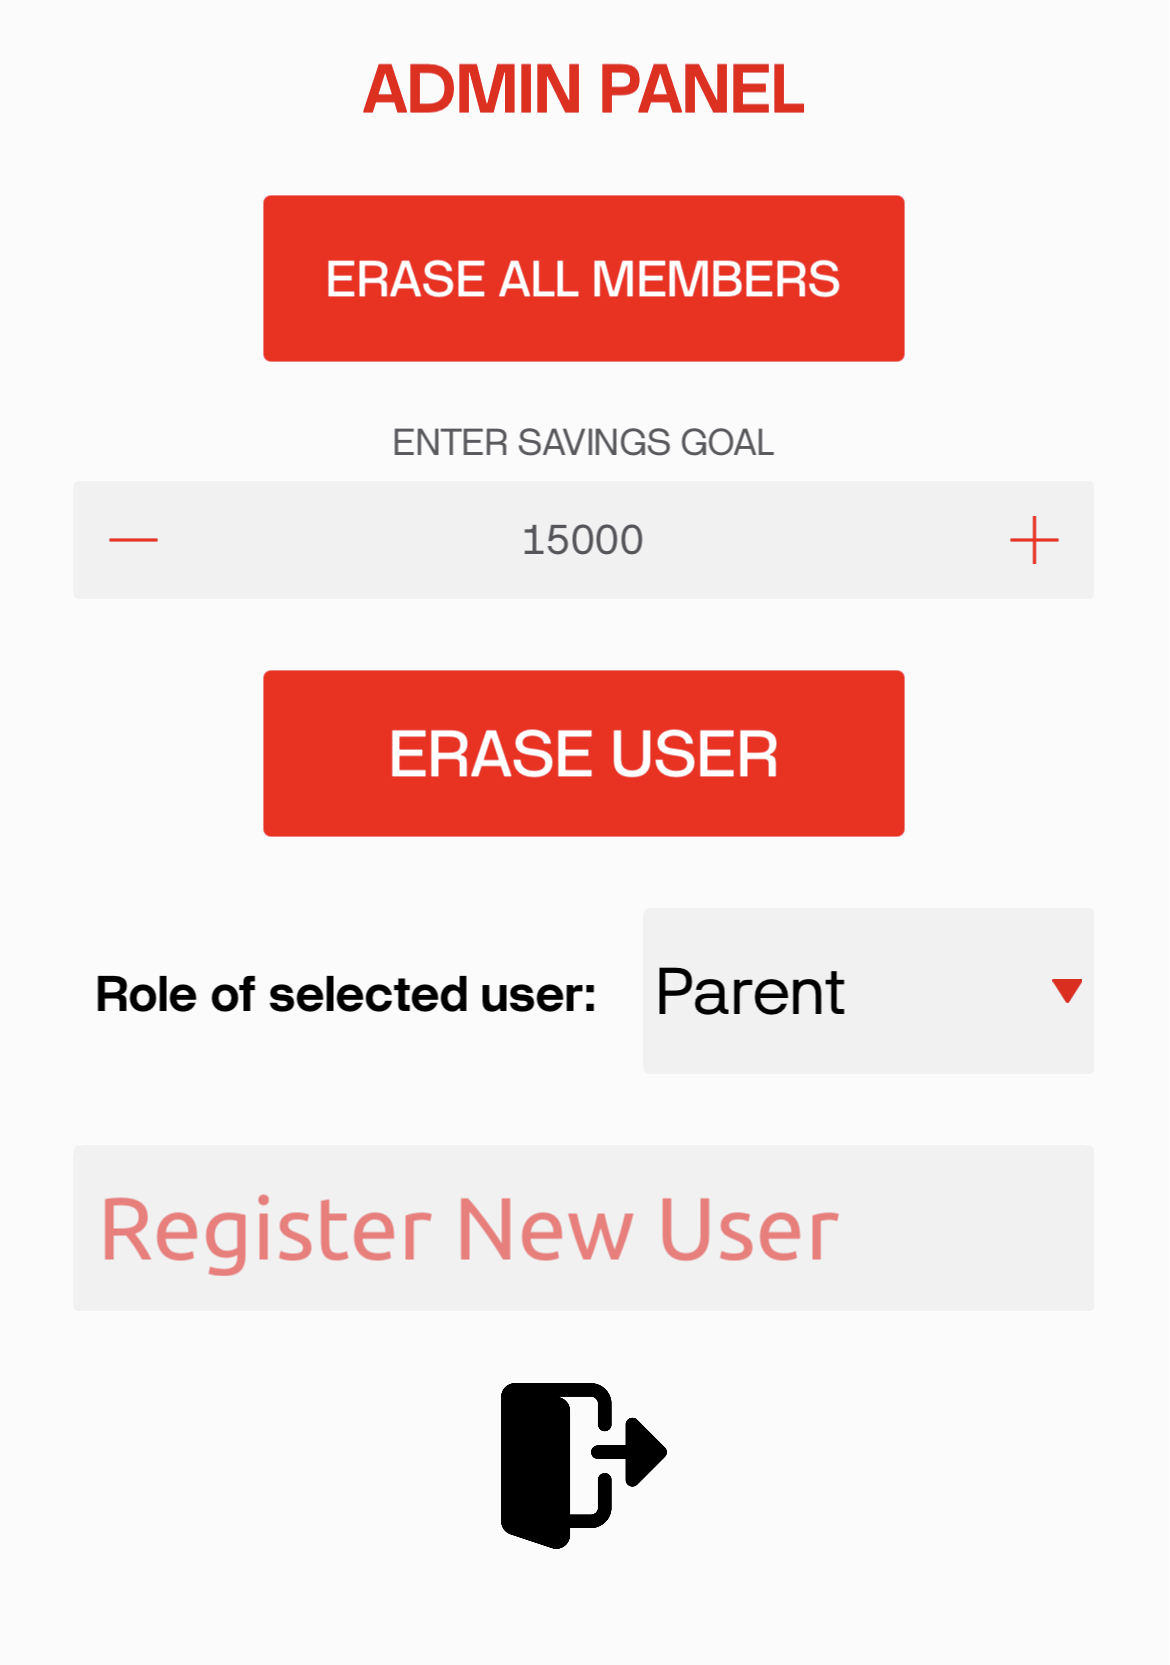 ADMIN PANEL
ERASE ALL MEMBERS
ENTER SAVINGS GOAL
15000
ERASE USER
Role of selected user:
Parent
Register New User